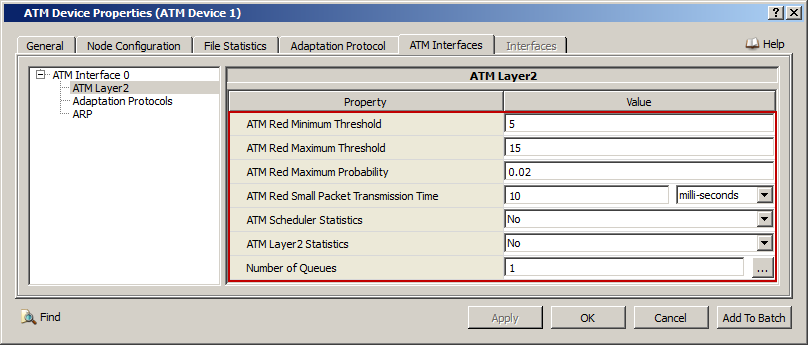 ATM Device Properties (ATM Device 1)
General Node Configuration File Statistics Adaptation Protocol ATM Interfaces Interfaces Help
ATM Interface 0
ATM Layer2
Adaptation Protocols
ARP
ATM Layer2
Property Value
ATM Red Minimum Threshold 5
ATM Red Maximum Threshold 15
ATM Red Maximum Probability 0.02
ATM Red Small Packet Transmission Time 10 milli-seconds
ATM Scheduler Statistics No
ATM Layer2 Statistics No
Number of Queues 1 ...
Find Apply OK Cancel Add To Batch